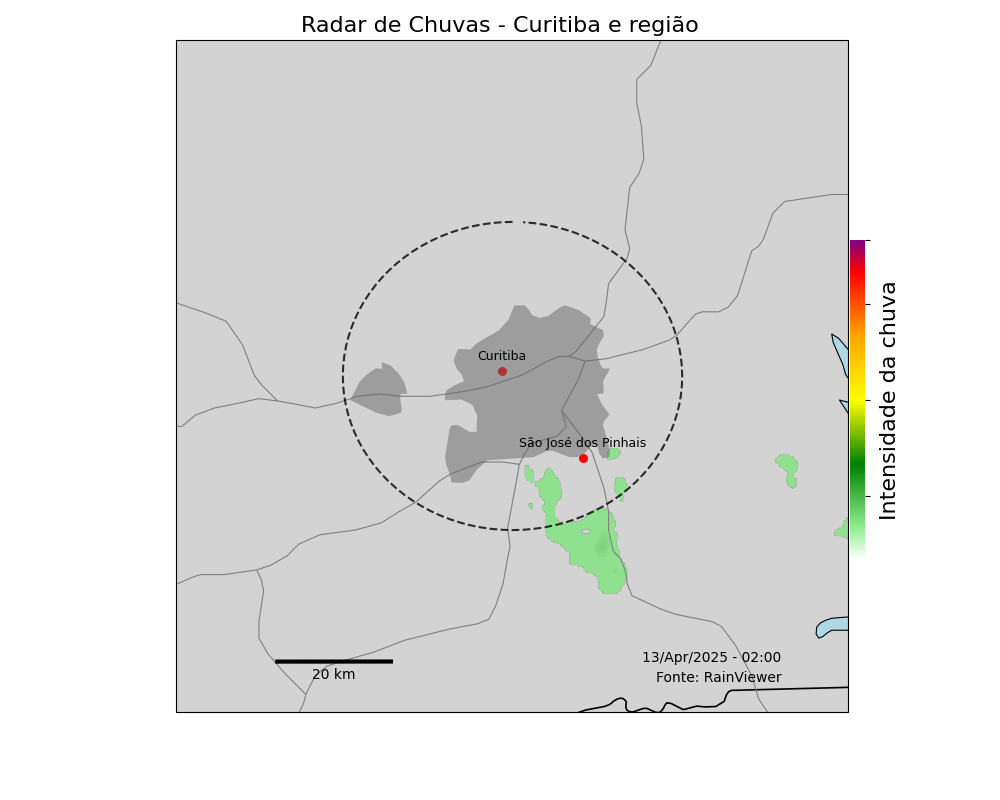 Radar de Chuvas - Curitiba e região
Curitiba
São José dos Pinhais
Intensidade da chuva
13/Apr/2025 - 02:00
20 km
Fonte: RainViewer